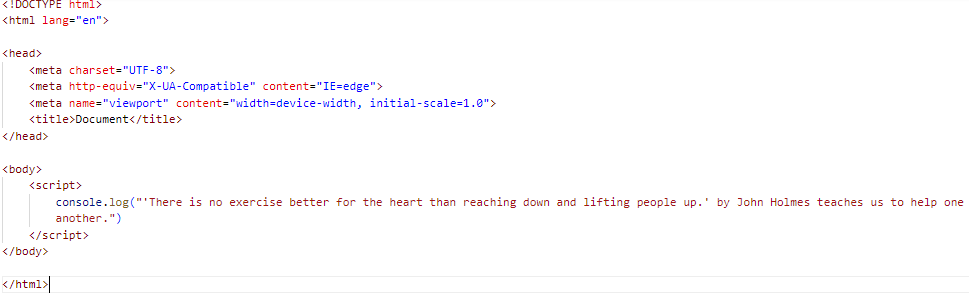 <!DOCTYPE html>
<html lang="en">
<head>
<meta charset="UTF-8">
<meta http-equiv="X-UA-Compatible" content="IE=edge">
<meta name="viewport" content="width=device-width, initial-scale=1.0">
<title>Document</title>
</head>
<body>
<script>
console.log("'There is no exercise better for the heart than reaching down and lifting people up.' by John Holmes teaches us to help one
another.")
</script>
</body>
</html>